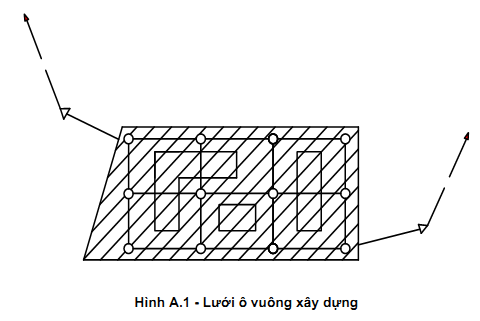 Hình A.1 - Lưới ô vuông xây dựng